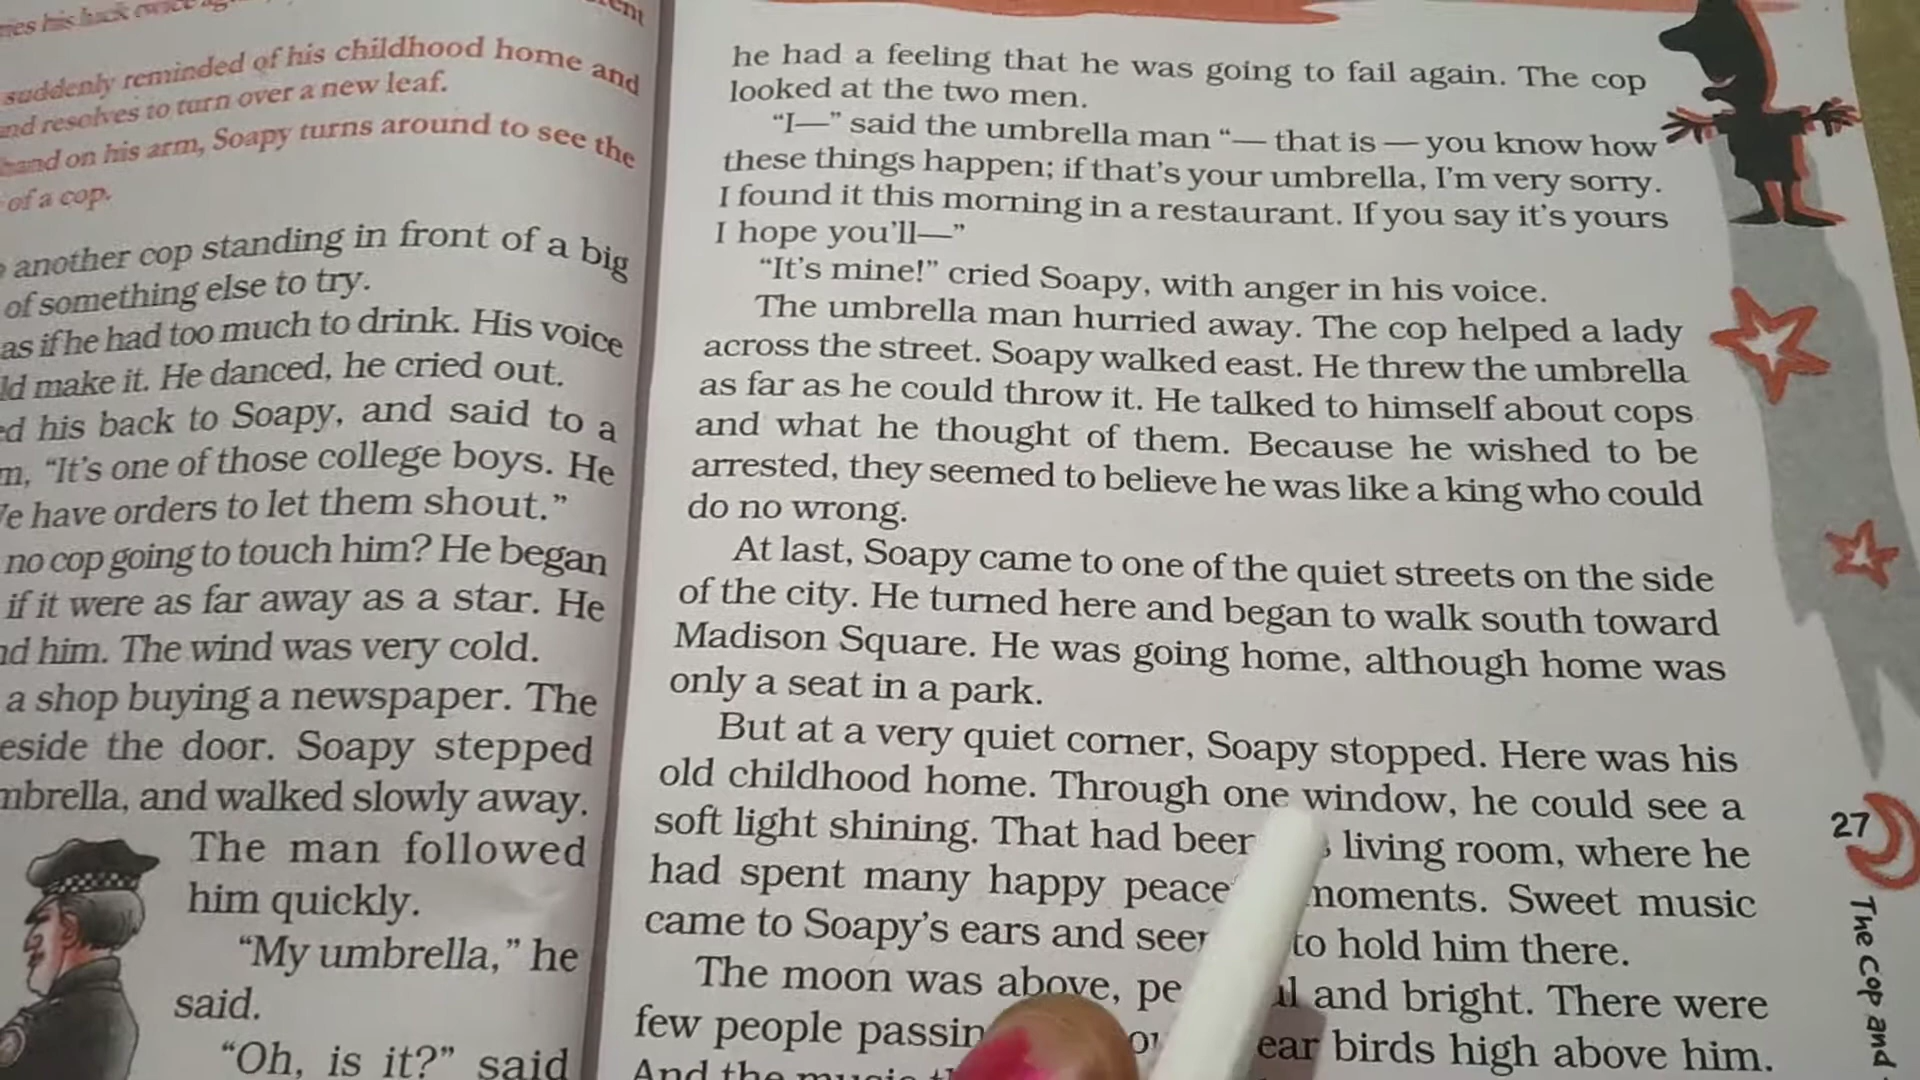 suddenly reminded of his childhood home and
and resolves to turn over a new leaf.
hand on his arm, Soapy turns around to see the
of a cop.
another cop standing in front of a big
of something else to try.
as if he had too much to drink. His voice
make it. He danced, he cried out.
his back to Soapy, and said to a
"It's one of those college boys. He
have orders to let them shout."
no cop going to touch him? He began
if it were as far away as a star. He
him. The wind was very cold.
a shop buying a newspaper. The
the door. Soapy stepped
and walked slowly away.
The man followed
him quickly.
"My umbrella," he
said.
"Oh, is it?" said
he had a feeling that he was going to fail again. The cop
looked at the two men.
"I—" said the umbrella man "— that is — you know how
these things happen; if that's your umbrella, I'm very sorry.
I found it this morning in a restaurant. If you say it's yours
I hope you'll—"
"It's mine!" cried Soapy, with anger in his voice.
The umbrella man hurried away. The cop helped a lady
across the street. Soapy walked east. He threw the umbrella
as far as he could throw it. He talked to himself about cops
and what he thought of them. Because he wished to be
arrested, they seemed to believe he was like a king who could
do no wrong.
At last, Soapy came to one of the quiet streets on the side
of the city. He turned here and began to walk south toward
Madison Square. He was going home, although home was
only a seat in a park.
But at a very quiet corner, Soapy stopped. Here was his
old childhood home. Through one window, he could see a
soft light shining. That had living room, where he
had spent many happy moments. Sweet music
came to Soapy's ears and to hold him there.
The moon was above, and bright. There were
few people birds high above him.
And the music
27
The Cop and